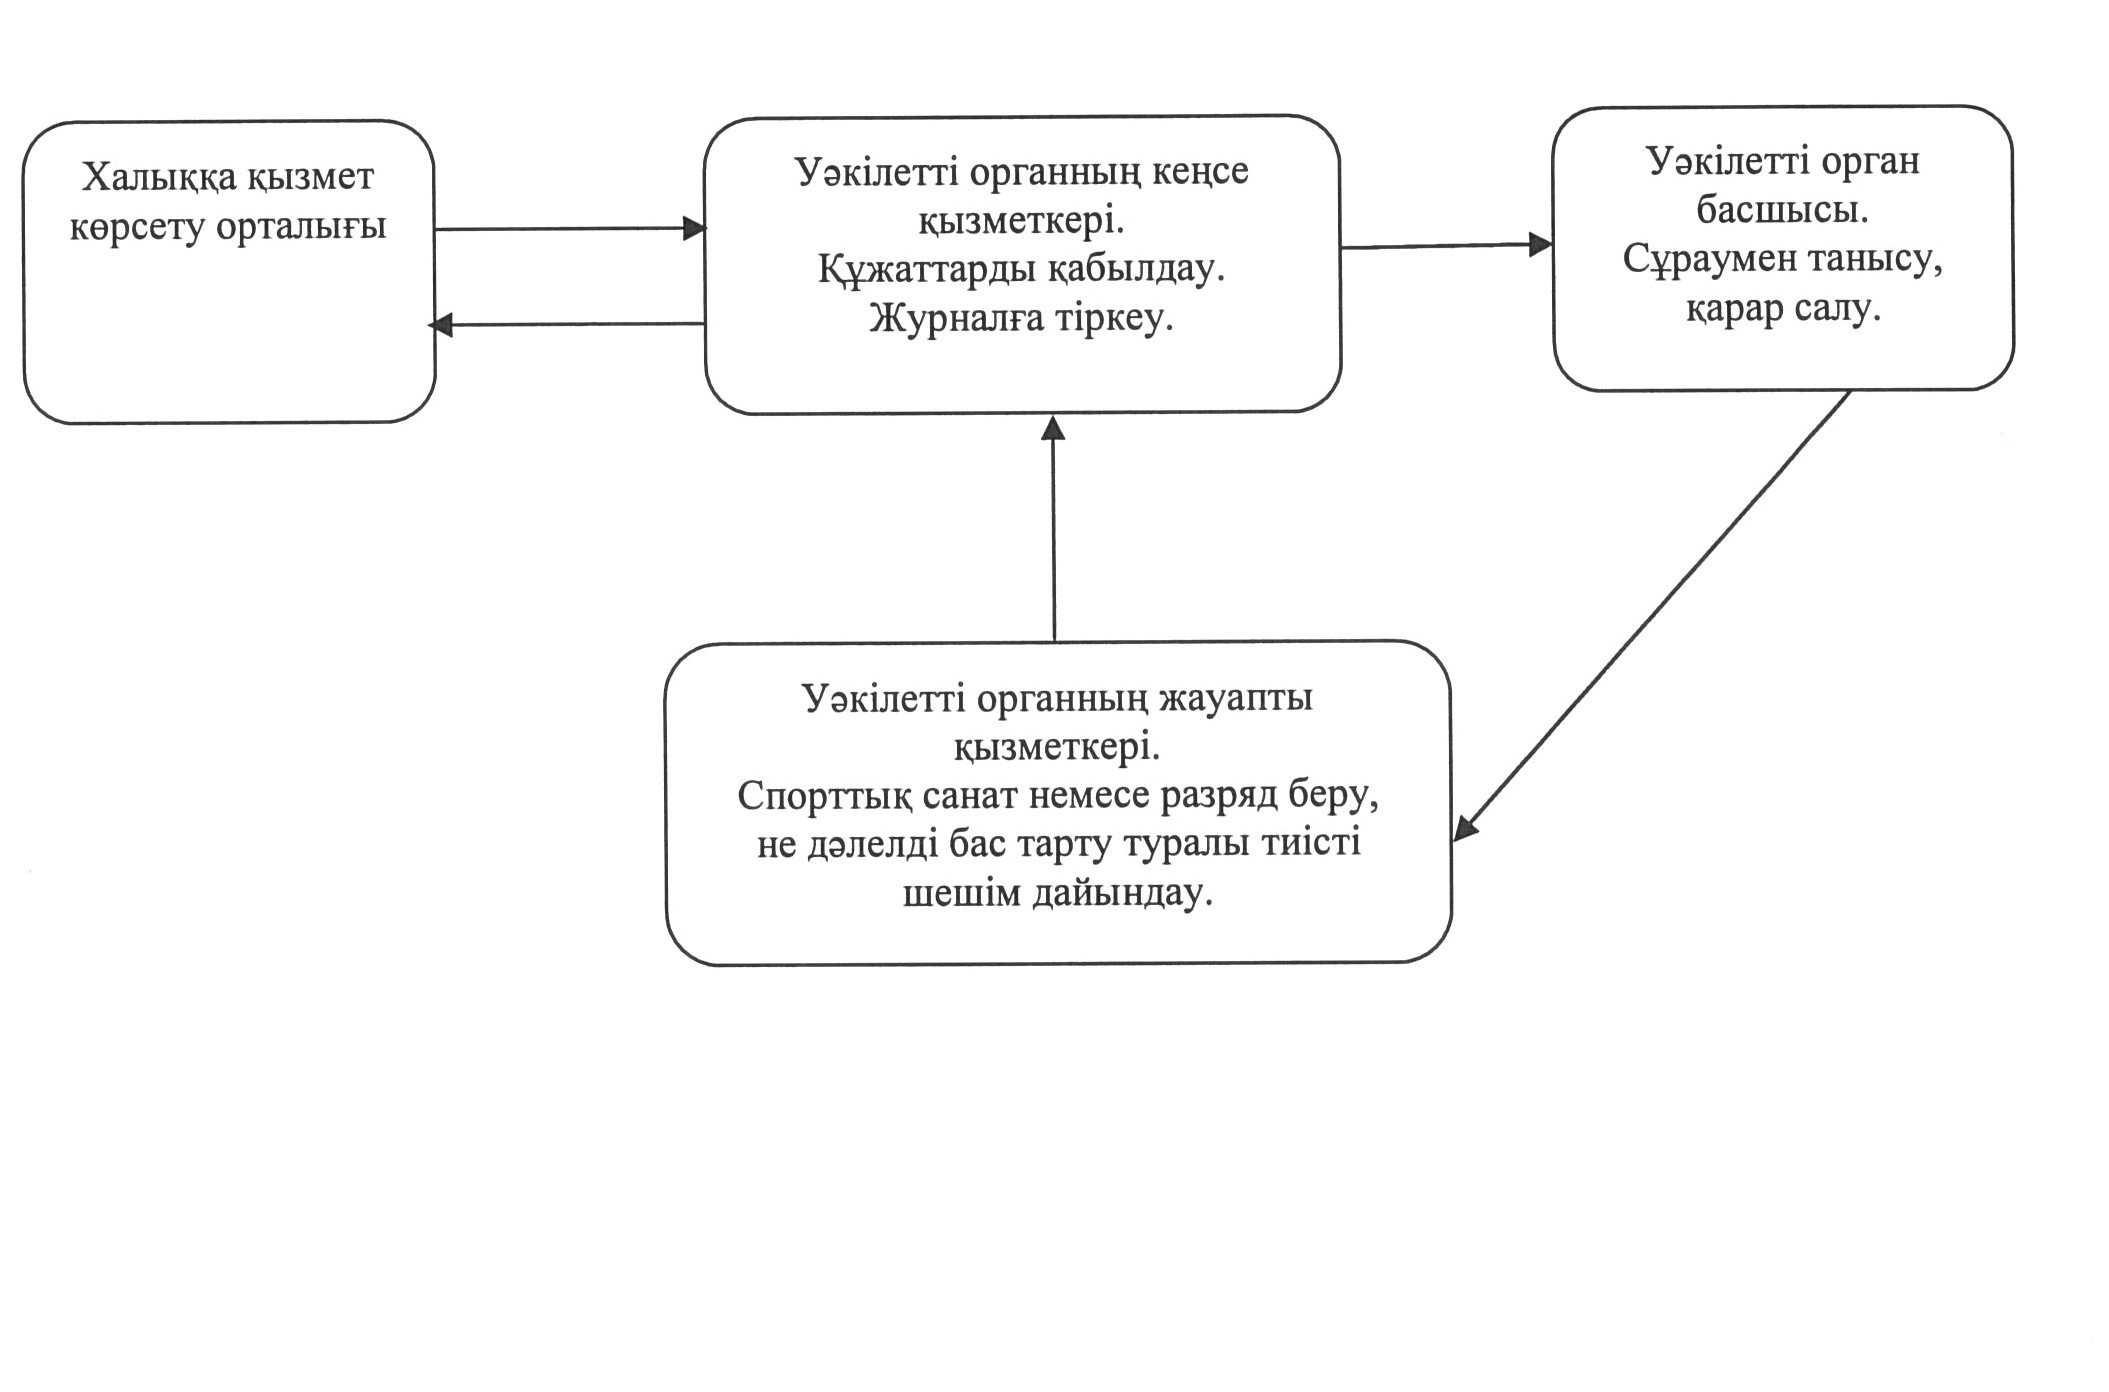 Халыққа қызмет
көрсету орталығы
Уәкілетті органның кеңсе
қызметкері.
Құжаттарды қабылдау.
Журналға тіркеу.
Уәкілетті орган
басшысы.
Сұраумен танысу,
қарар салу.
Уәкілетті органның жауапты
қызметкері.
Спорттық санат немесе разряд беру,
не дәлелді бас тарту туралы тиісті
шешім дайындау.